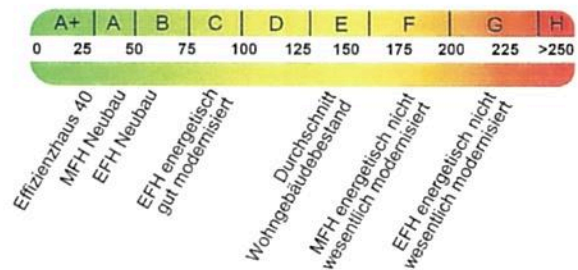 A+ A B C D E F G H
0 25 50 75 100 125 150 175 200 225 >250
Effizienzhaus 40
MFH Neubau
EFH Neubau
EFH energetisch
gut modernisiert
Durchschnitt
Wohngebäudebestand
MFH energetisch nicht
wesentlich modernisiert
EFH energetisch nicht
wesentlich modernisiert